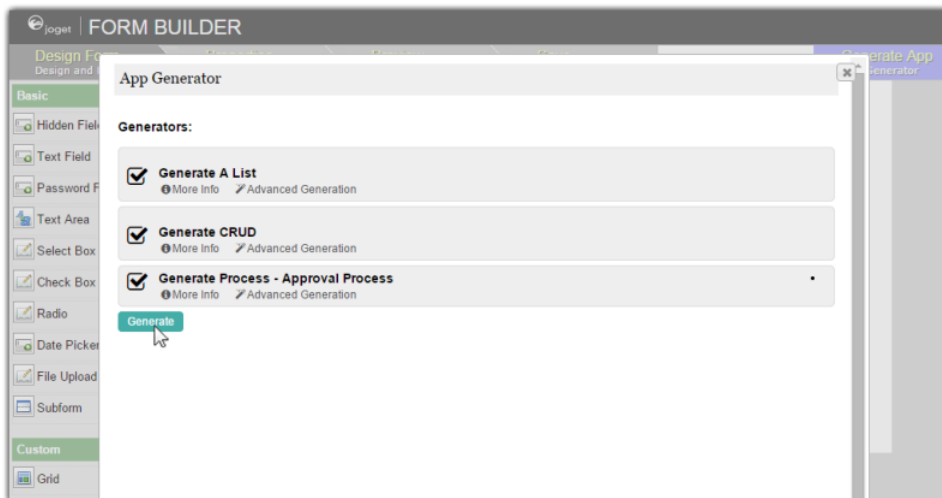 joget | FORM BUILDER
Design Fo
Design and
Generate App
Generator
App Generator
Basic
Hidden Fiel
Text Field
Password F
Text Area
Select Box
Check Box
Radio
Date Picker
File Upload
Subform
Custom
Grid
Generators:
Generate A List
More Info Advanced Generation
Generate CRUD
More Info Advanced Generation
Generate Process - Approval Process
More Info Advanced Generation
Generate